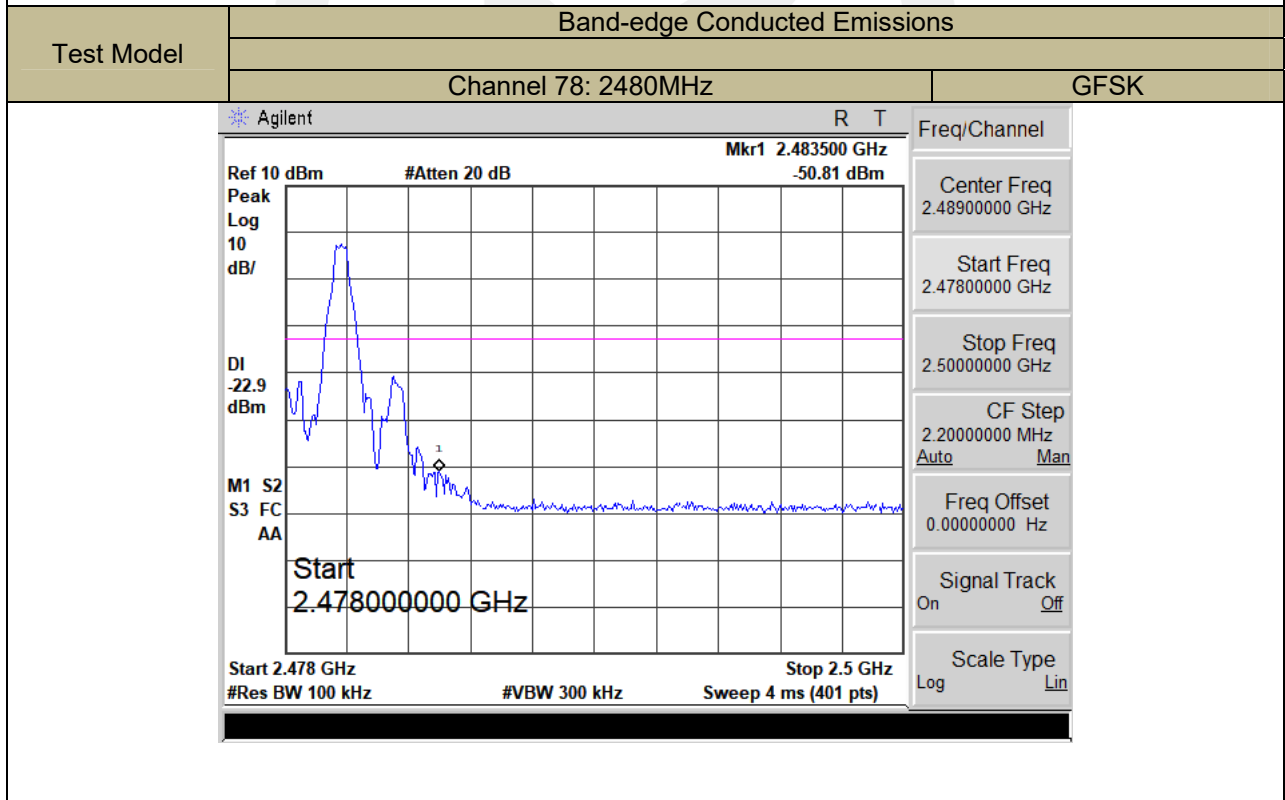 Test Model
Band-edge Conducted Emissions
Channel 78: 2480MHz
GFSK
Agilent
R T
Freq/Channel
Mkr1 2.483500 GHz
Ref 10 dBm #Atten 20 dB -50.81 dBm
Peak
Log
10
dB/
DI
-22.9
dBm
M1 S2
S3 FC
AA
1
Start
2.478000000 GHz
Start 2.478 GHz Stop 2.5 GHz
#Res BW 100 kHz #VBW 300 kHz Sweep 4 ms (401 pts)
Center Freq
2.48900000 GHz
Start Freq
2.47800000 GHz
Stop Freq
2.50000000 GHz
CF Step
2.20000000 MHz
Auto Man
Freq Offset
0.00000000 Hz
Signal Track
On Off
Scale Type
Log Lin